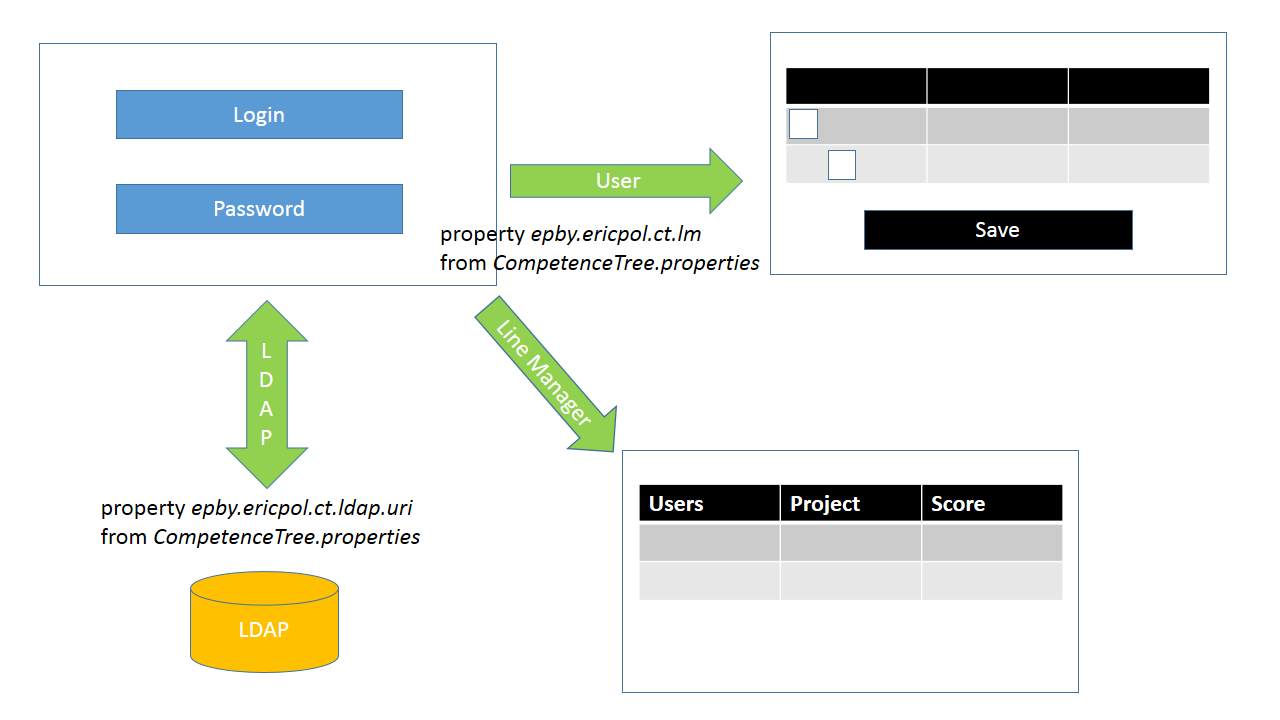 Login
Password
User
property epby.ericpol.ct.lm
from CompetenceTree.properties
Save
L
D
A
P
Line Manager
property epby.ericpol.ct.ldap.uri
from CompetenceTree.properties
LDAP
Users Project Score